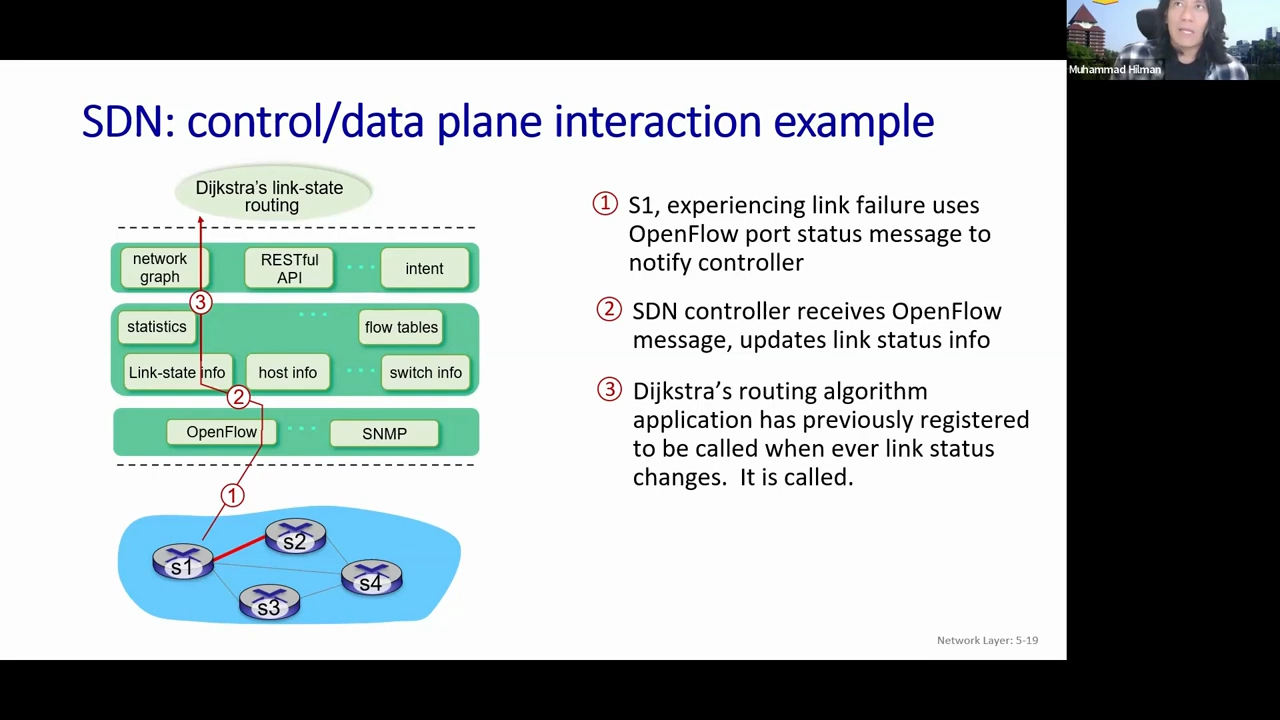 Muhammad Hilman
SDN: control/data plane interaction example
Dijkstra's link-state
routing
network
graph
RESTful
API
intent
3
statistics
flow tables
Link-state info
host info
switch info
2
OpenFlow
SNMP
1
s1
s2
s3
s4
1 S1, experiencing link failure uses
OpenFlow port status message to
notify controller
2 SDN controller receives OpenFlow
message, updates link status info
3 Dijkstra's routing algorithm
application has previously registered
to be called when ever link status
changes. It is called.
Network Layer: 5-19